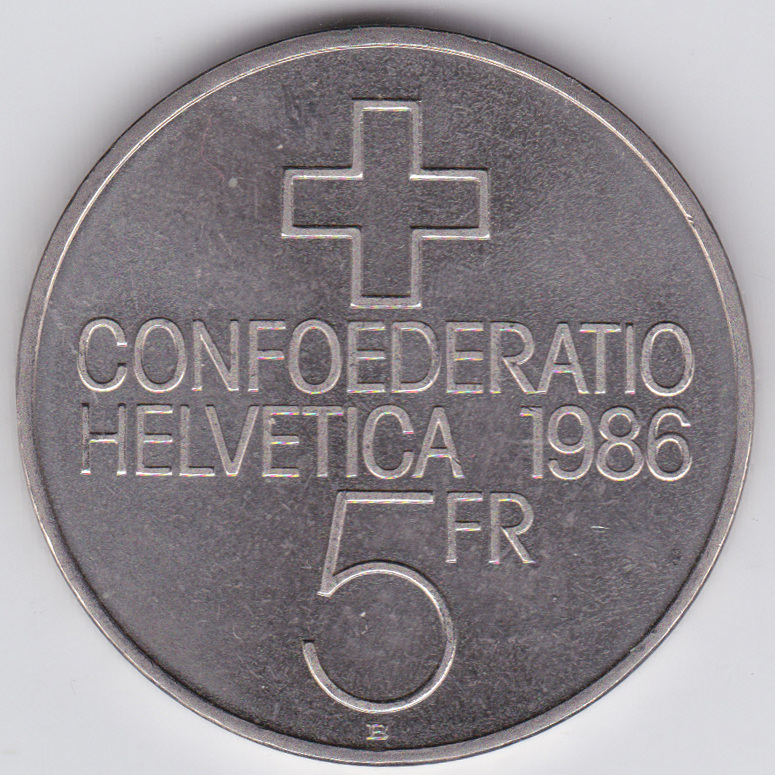 CONFOEDERATIO
HELVETICA 1986
5 FR
B